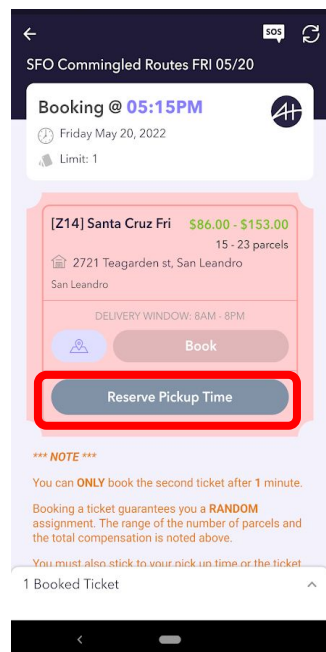 SOS
SFO Commingled Routes FRI 05/20
Booking @ 05:15PM
Friday May 20, 2022
Limit: 1
[Z14] Santa Cruz Fri $86.00 - $153.00
15 - 23 parcels
2721 Teagarden st, San Leandro
San Leandro
DELIVERY WINDOW: 8AM - 8PM
Book
Reserve Pickup Time
*** NOTE ***
You can ONLY book the second ticket after 1 minute.
Booking a ticket guarantees you a RANDOM
assignment. The range of the number of parcels and
the total compensation is noted above.
You must also stick to your pick up time or the ticket
1 Booked Ticket